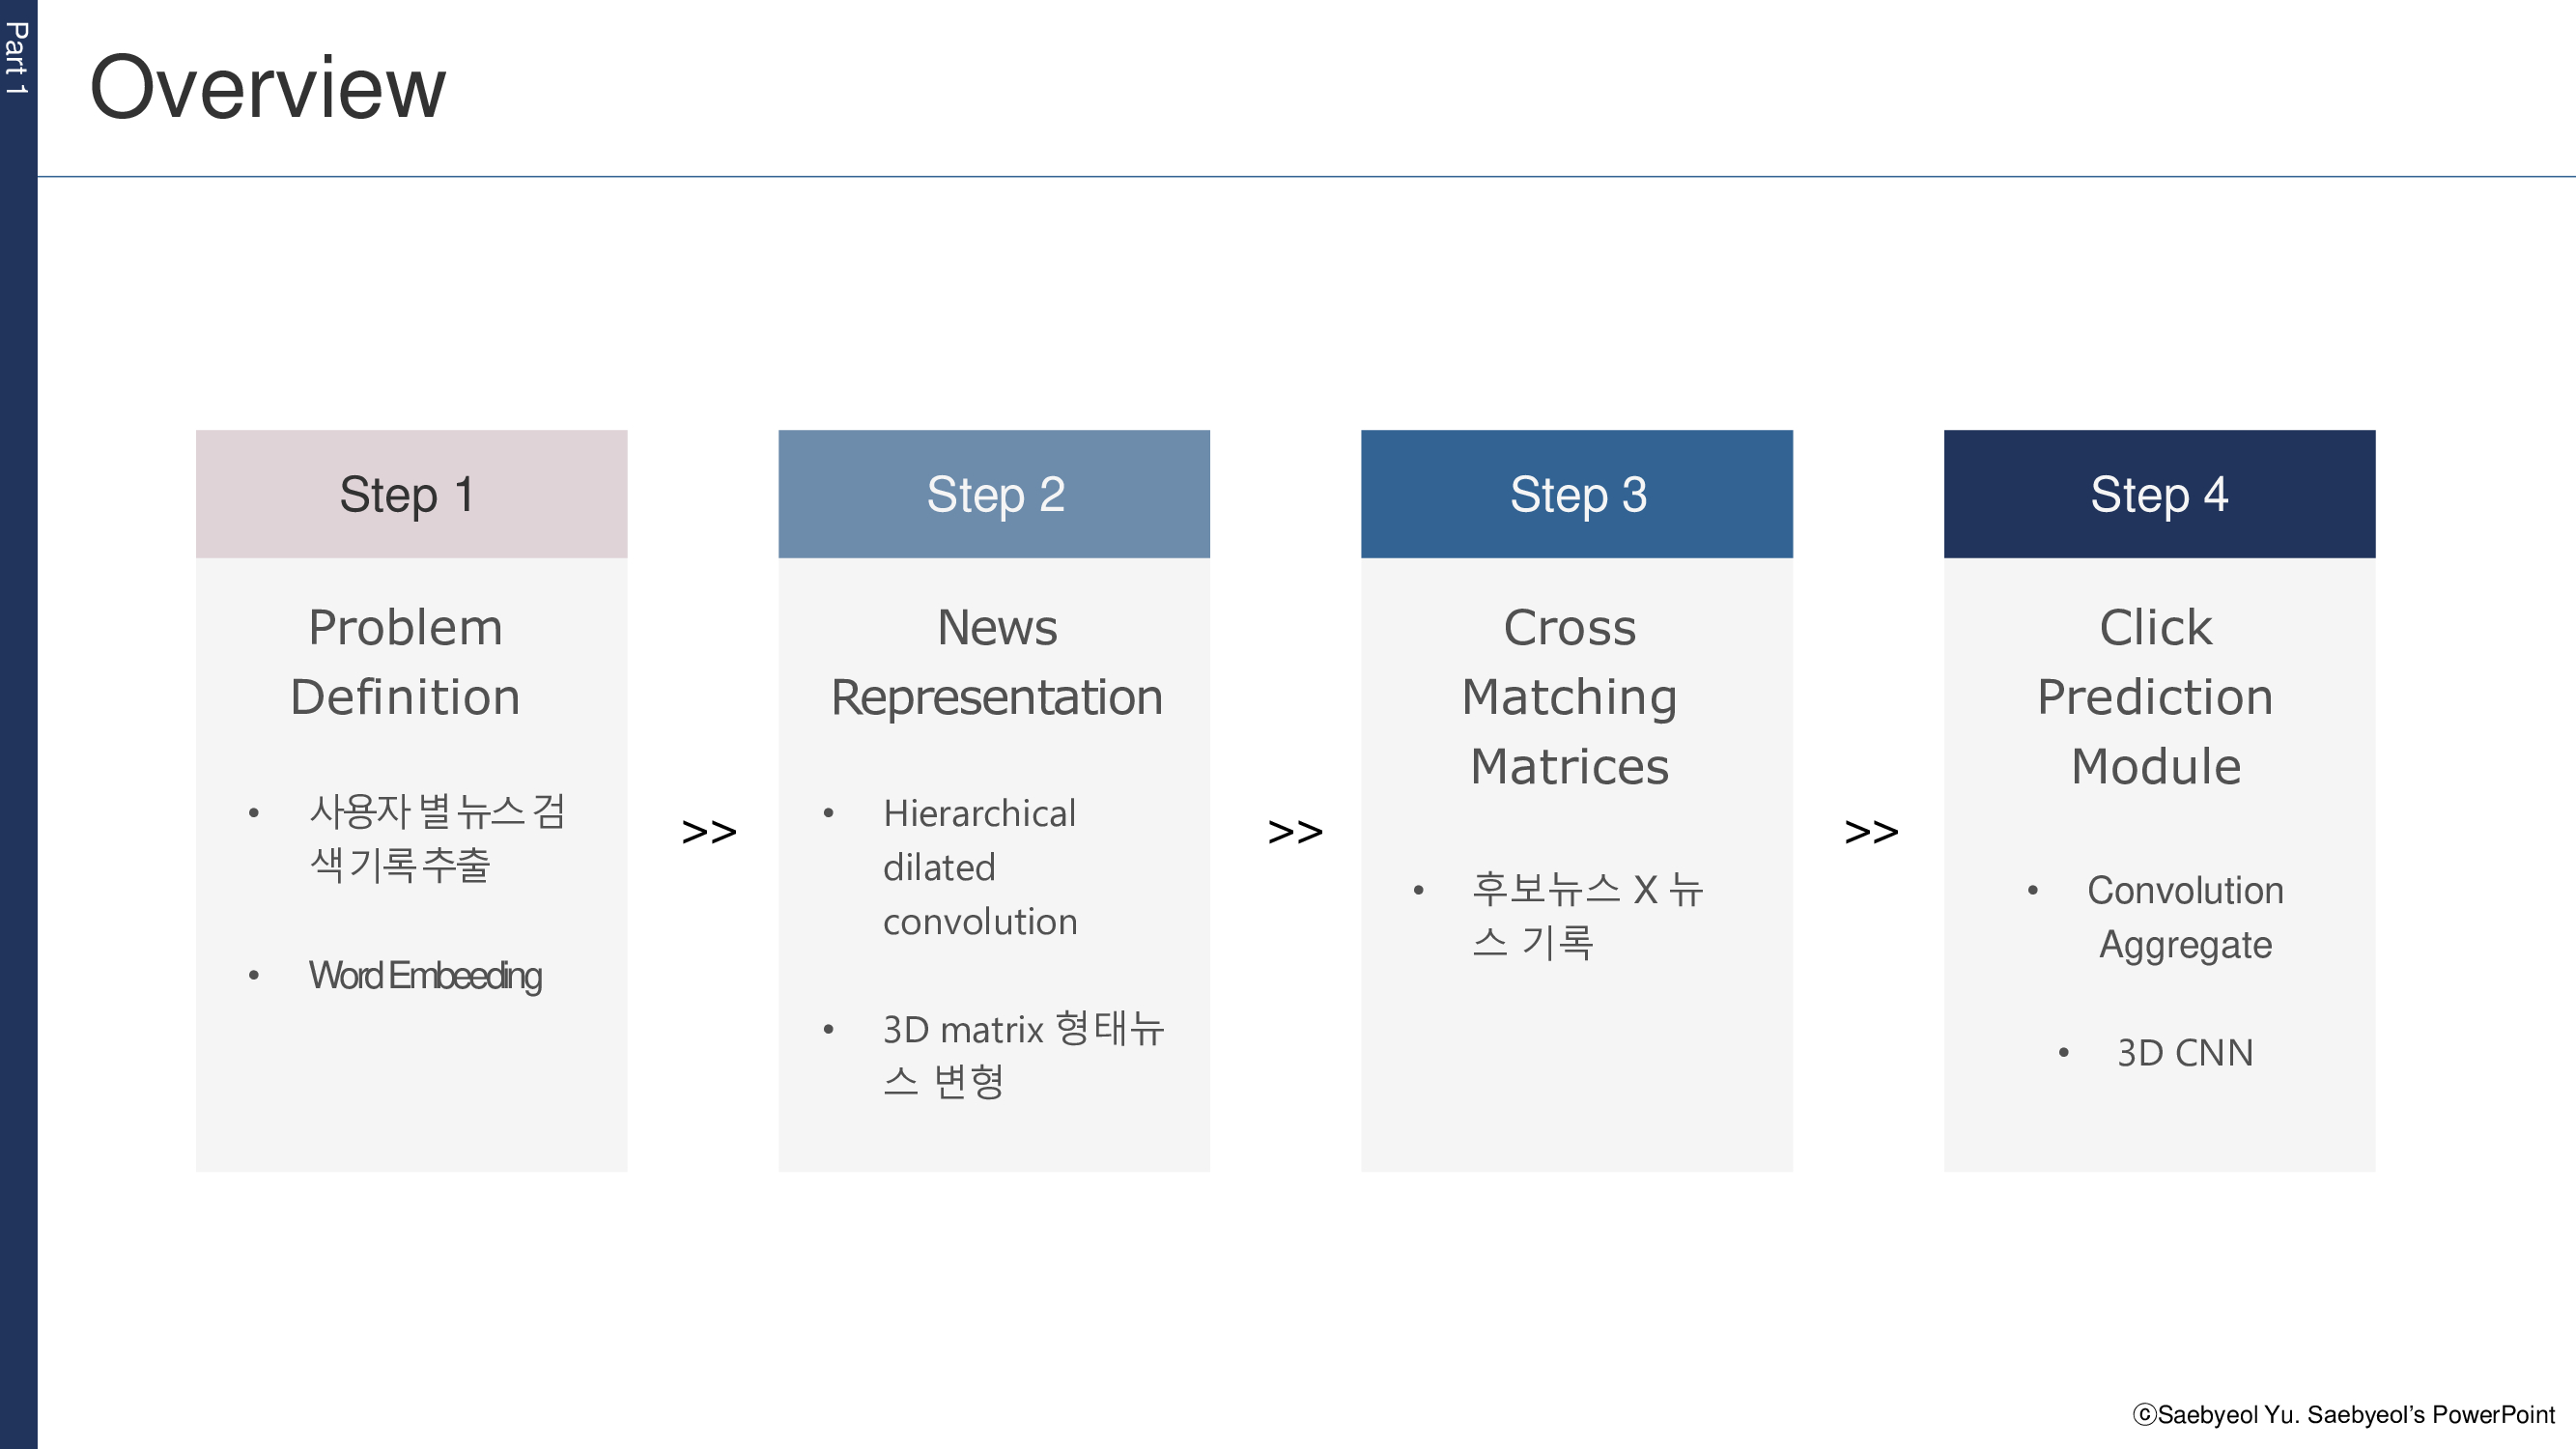 Part 1
Overview
Step 1
Problem
Definition
• 사용자 별 뉴스 검
색 기록 추출
• Word Embeeding
>>
Step 2
News
Representation
• Hierarchical
dilated
convolution
• 3D matrix 형태뉴
스 변형
>>
Step 3
Cross
Matching
Matrices
• 후보뉴스 X 뉴
스 기록
>>
Step 4
Click
Prediction
Module
• Convolution
Aggregate
• 3D CNN
ⓒSaebyeol Yu. Saebyeol’s PowerPoint